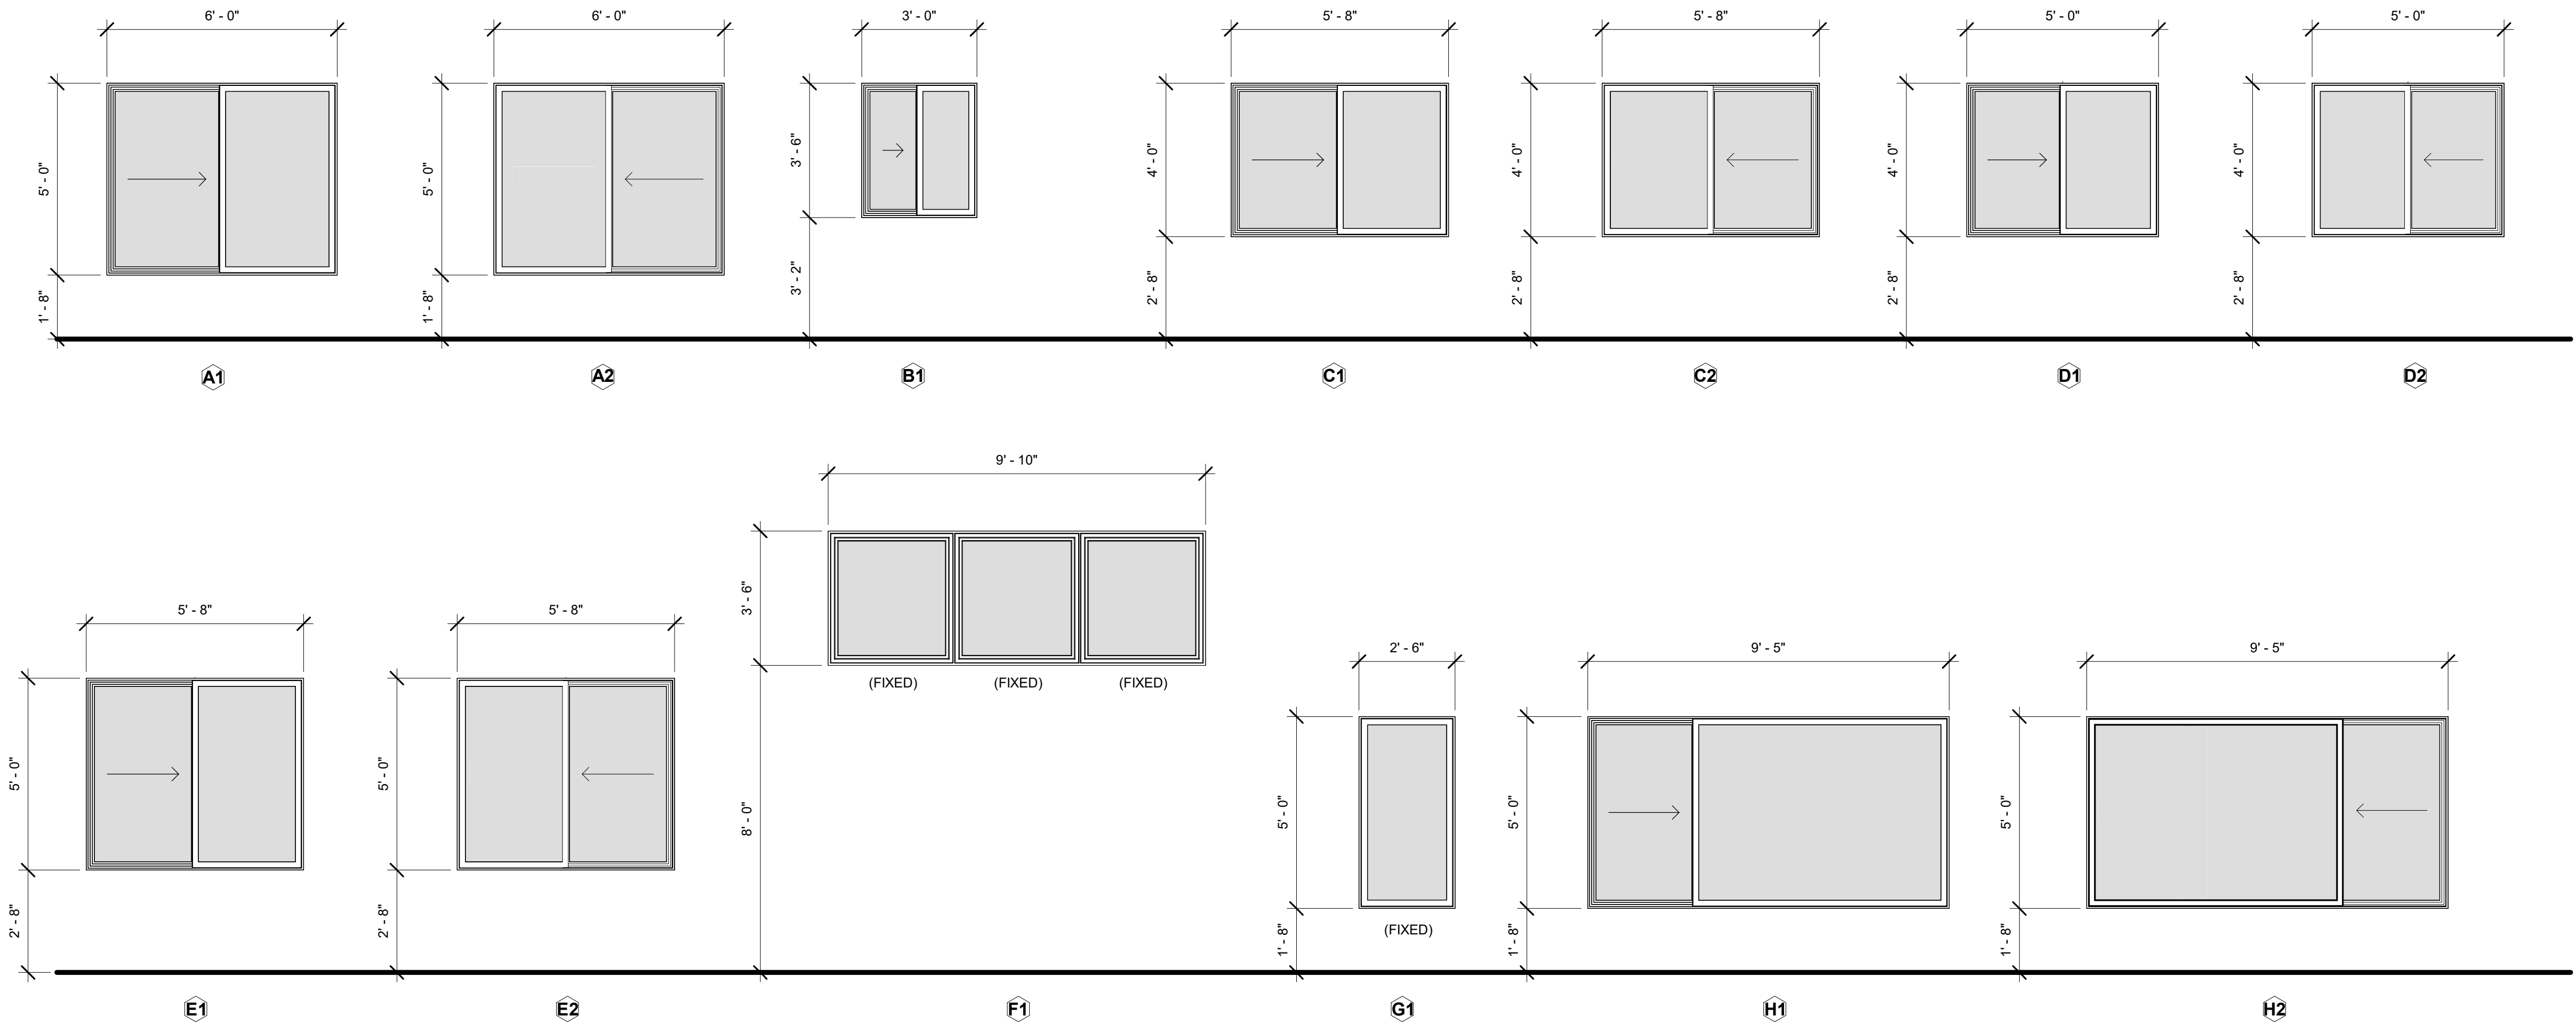 6' - 0"
6' - 0"
3' - 0"
5' - 8"
5' - 8"
5' - 0"
5' - 0"
5' - 0"
1' - 8"
5' - 0"
1' - 8"
3' - 6"
3' - 2"
4' - 0"
2' - 8"
4' - 0"
2' - 8"
4' - 0"
2' - 8"
4' - 0"
2' - 8"
A1
A2
B1
C1
C2
D1
D2
9' - 10"
5' - 8"
5' - 8"
2' - 6"
9' - 5"
9' - 5"
5' - 0"
2' - 8"
5' - 0"
2' - 8"
3' - 6"
8' - 0"
(FIXED)
(FIXED)
(FIXED)
5' - 0"
1' - 8"
(FIXED)
5' - 0"
1' - 8"
5' - 0"
1' - 8"
E1
E2
F1
G1
H1
H2